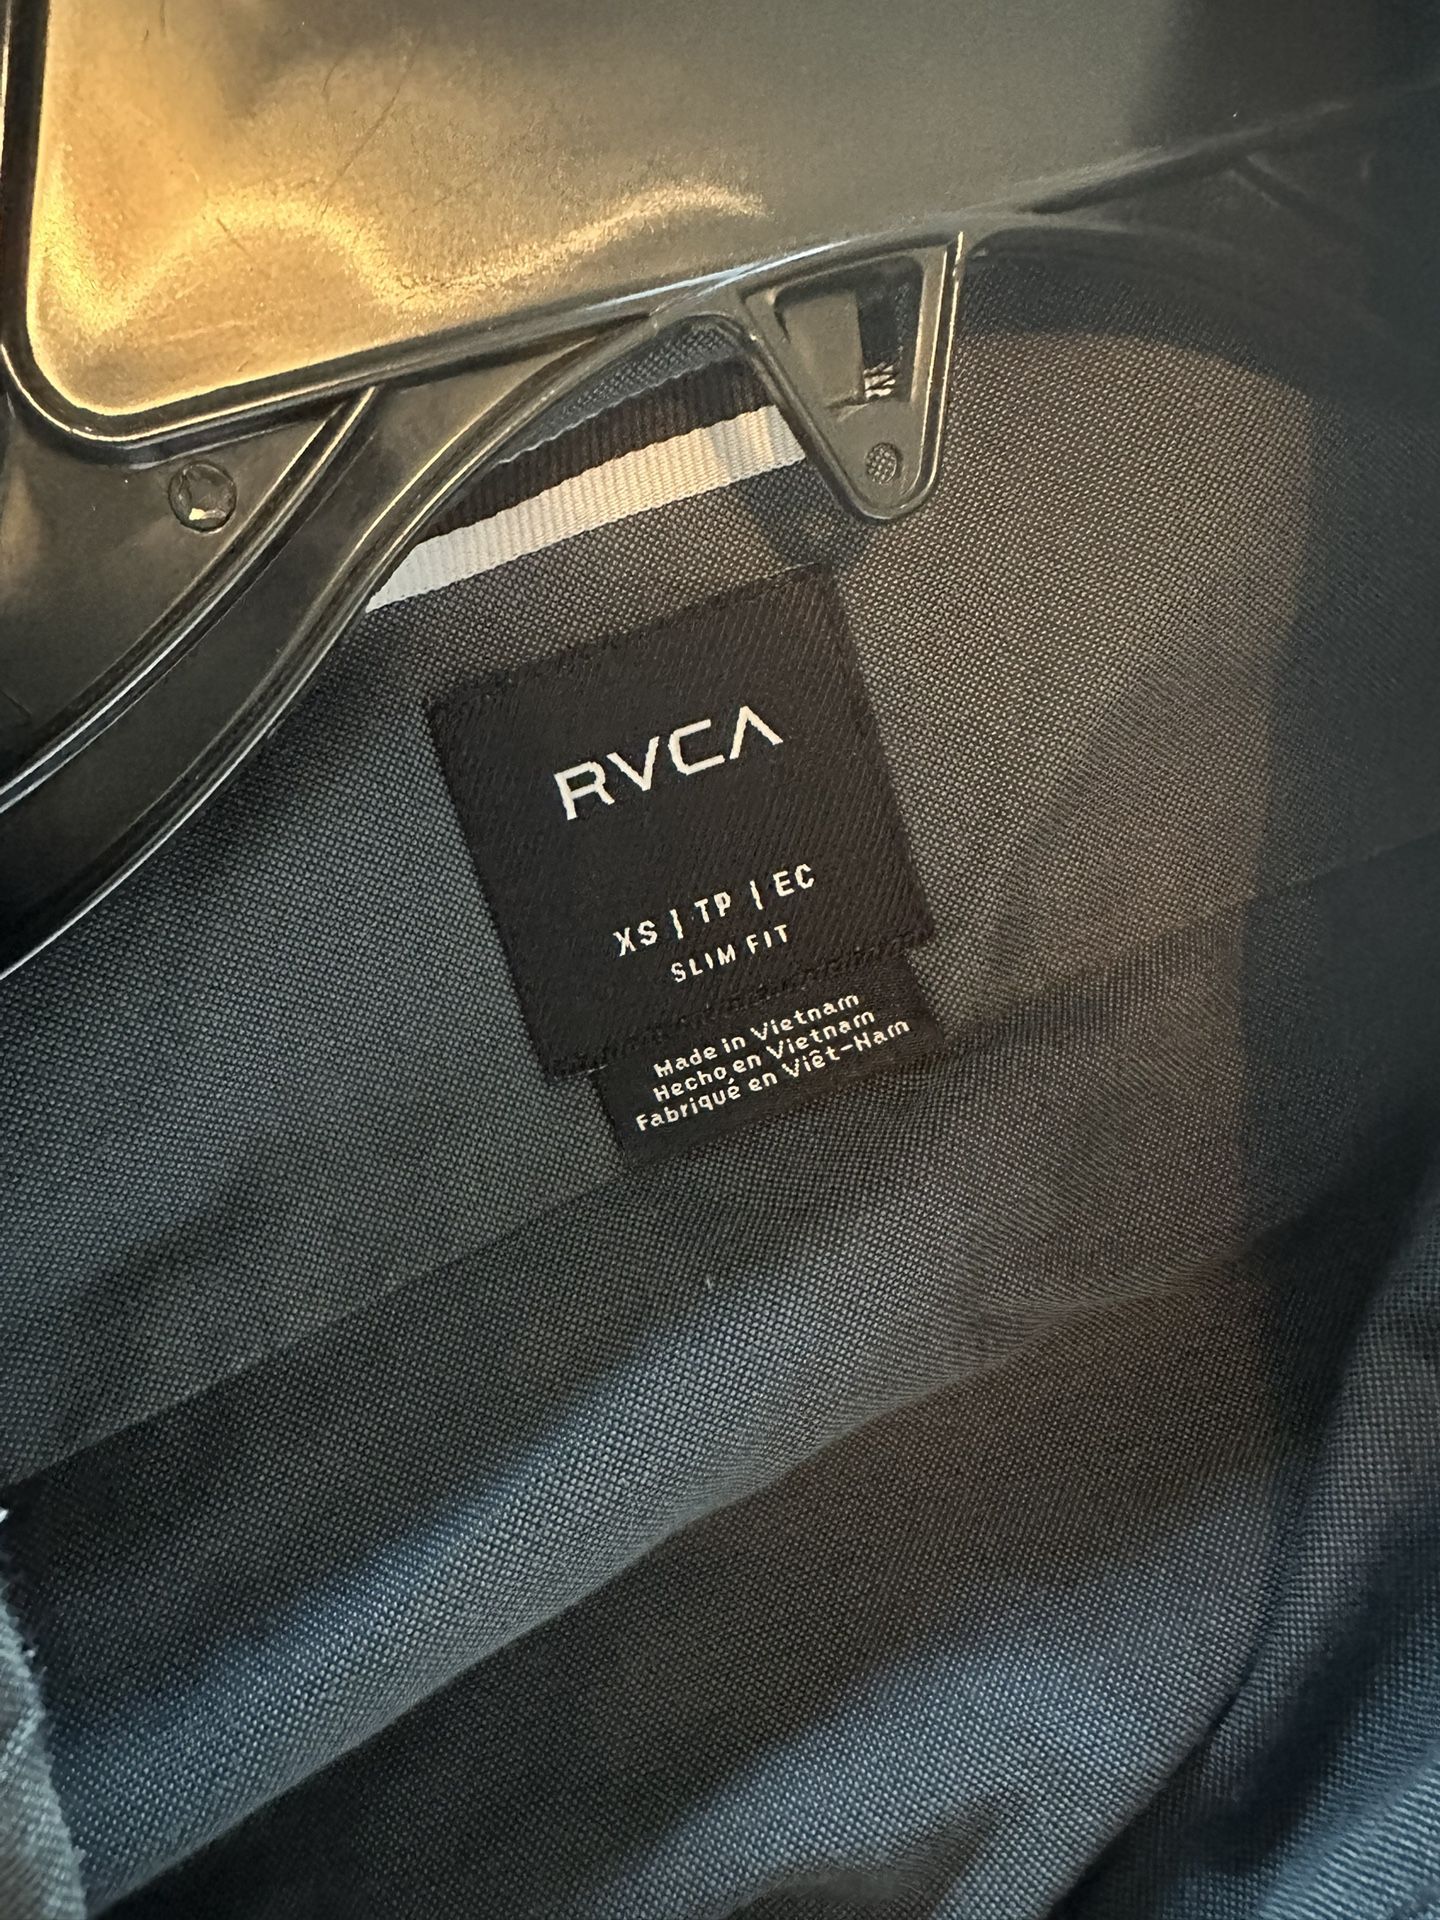 RVCA
XS | TP | EC
SLIM FIT
Made in Vietnam
Hecho en Vietnam
Fabriqué en Viêt-Nam